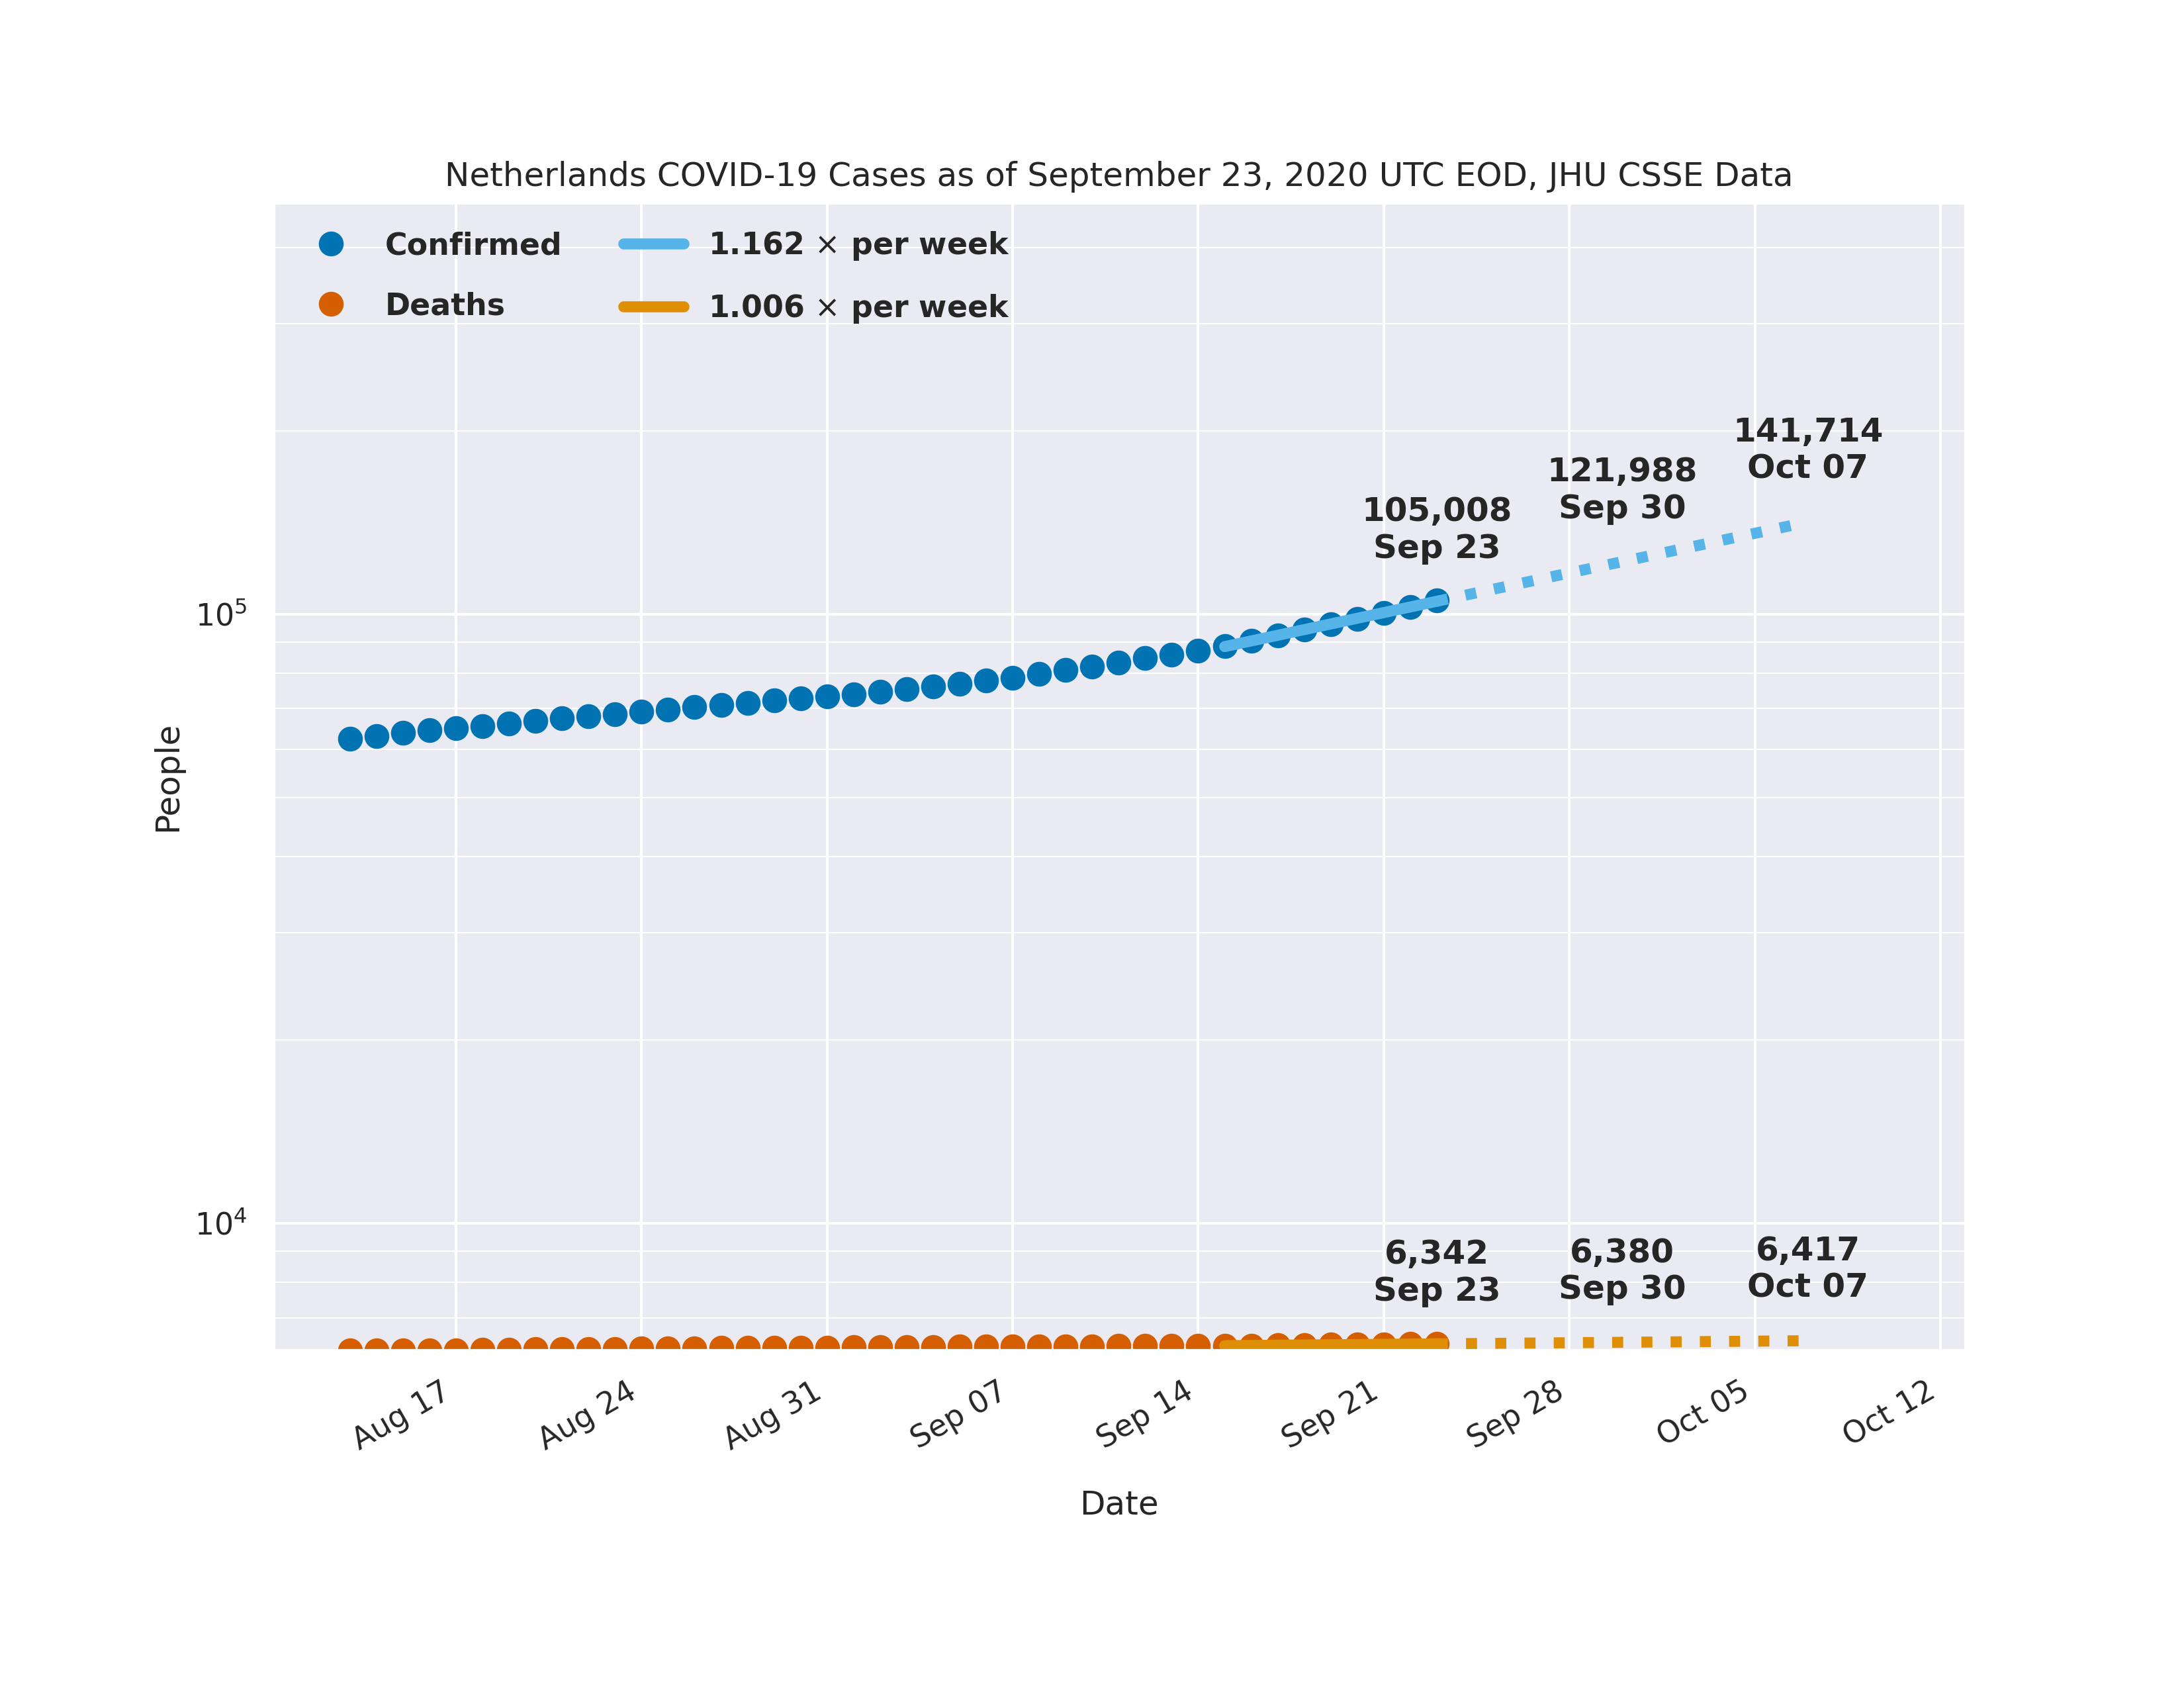 Netherlands COVID-19 Cases as of September 23, 2020 UTC EOD, JHU CSSE Data
Confirmed
Deaths
1.162 × per week
1.006 × per week
141,714
Oct 07
121,988
Sep 30
105,008
Sep 23
10⁵
People
10⁴
6,342
Sep 23
6,380
Sep 30
6,417
Oct 07
Aug 17
Aug 24
Aug 31
Sep 07
Sep 14
Sep 21
Sep 28
Oct 05
Oct 12
Date